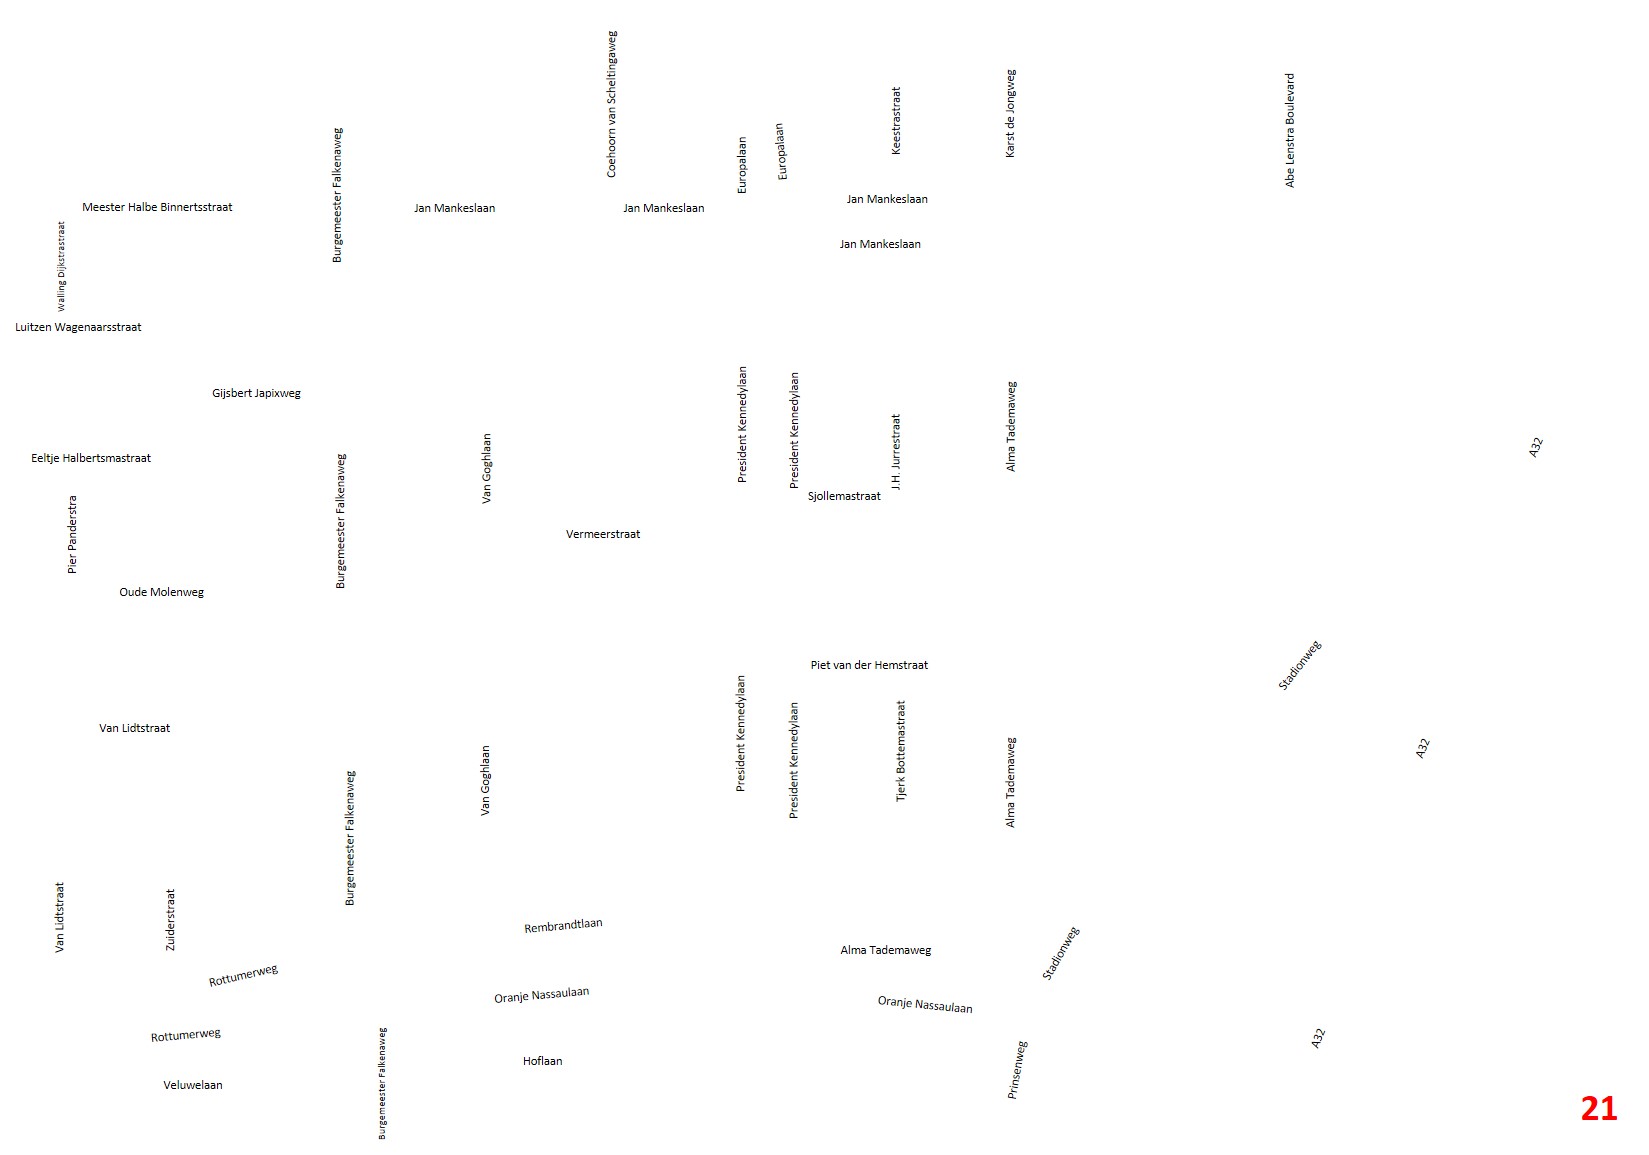 Coehoorn van Scheltingaweg
Karst de Jongweg
Abe Lenstra Boulevard
Keestrastraat
Europalaan
Europalaan
Burgemeester Falkenaweg
Meester Halbe Binnertsstraat
Jan Mankeslaan
Jan Mankeslaan
Jan Mankeslaan
Jan Mankeslaan
Walling Dijkstrastraat
Luitzen Wagenaarsstraat
Gijsbert Japixweg
President Kennedylaan
President Kennedylaan
Alma Tademaweg
J.H. Jurrestraat
A32
Eeltje Halbertsmastraat
Van Goghlaan
Burgemeester Falkenaweg
Sjollemastraat
Pier Panderstra
Vermeerstraat
Oude Molenweg
Piet van der Hemstraat
Stadionweg
President Kennedylaan
President Kennedylaan
Tjerk Bottemastraat
Van Lidtstraat
Van Goghlaan
Alma Tademaweg
A32
Burgemeester Falkenaweg
Van Lidtstraat
Zuiderstraat
Rembrandtlaan
Alma Tademaweg
Stadionweg
Rottumerweg
Oranje Nassaulaan
Oranje Nassaulaan
Rottumerweg
A32
Hoflaan
Prinsenweg
Veluwelaan
Burgemeester Falkenaweg
21